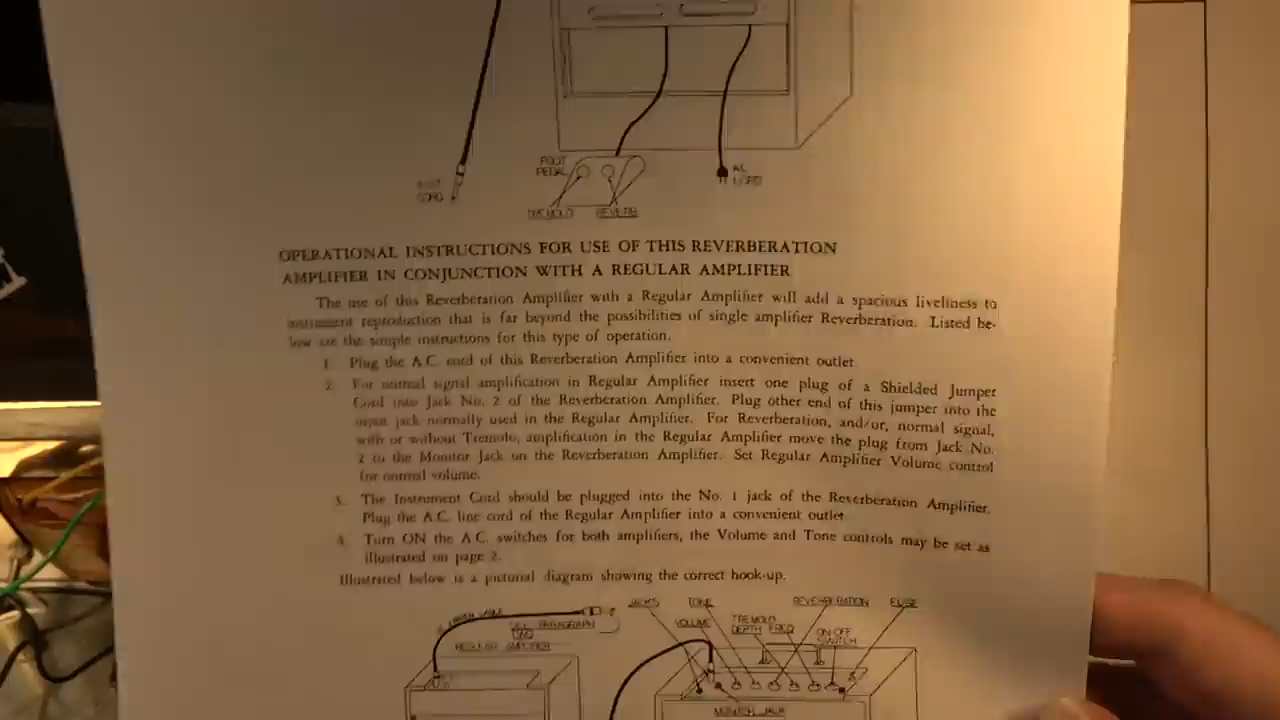 FOOT
PEDAL
A.C.
CORD
CORD
TREMOLO REVERB
OPERATIONAL INSTRUCTIONS FOR USE OF THIS REVERBERATION
AMPLIFIER IN CONJUNCTION WITH A REGULAR AMPLIFIER
The use of this Reverberation Amplifier with a Regular Amplifier will add a spacious liveliness to
instrument reproduction that is far beyond the possibilities of single amplifier Reverberation. Listed be-
low are the simple instructions for this type of operation.
1. Plug the A.C. cord of this Reverberation Amplifier into a convenient outlet.
2. For normal signal amplification in Regular Amplifier insert one plug of a Shielded Jumper
Cord into Jack No. 2 of the Reverberation Amplifier. Plug other end of this jumper into the
input jack normally used in the Regular Amplifier. For Reverberation, and/or, normal signal,
with or without Tremolo, amplification in the Regular Amplifier move the plug from Jack No.
2 to the Monitor Jack on the Reverberation Amplifier. Set Regular Amplifier Volume control
for normal volume.
3. The Instrument Cord should be plugged into the No. 1 jack of the Reverberation Amplifier.
Plug the A.C. line cord of the Regular Amplifier into a convenient outlet.
4. Turn ON the A.C. switches for both amplifiers, the Volume and Tone controls may be set as
illustrated on page 2.
Illustrated below is a pictorial diagram showing the correct hook-up.
JACKS TONE REVERBERATION FUSE
SEE PARAGRAPH
VOLUME
TREMOLO
DEPTH FREQ
ON-OFF
SWITCH
REGULAR AMPLIFIER
MONITOR JACK